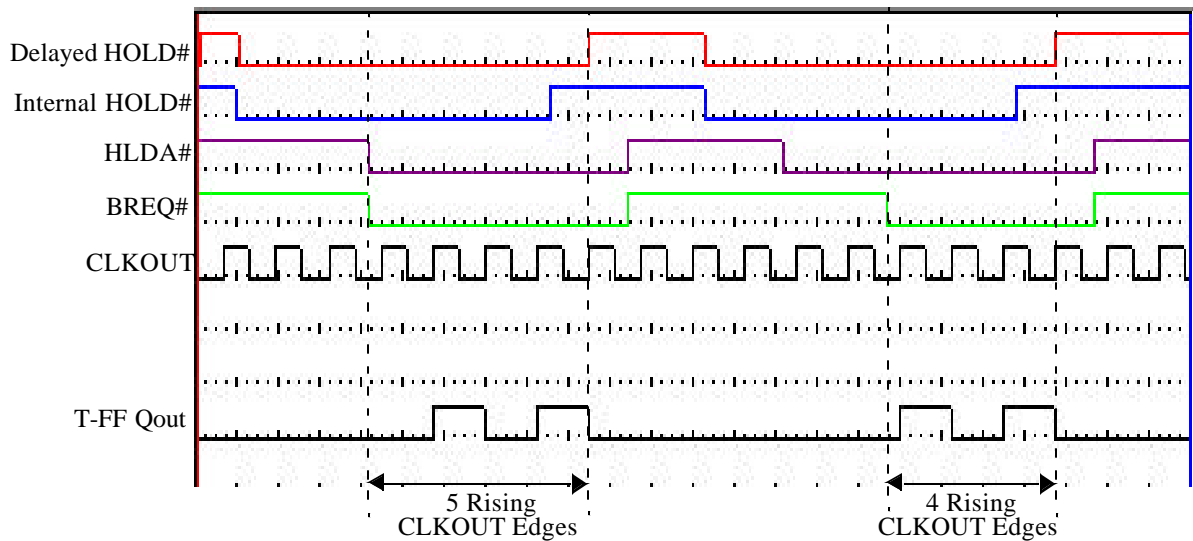 Delayed HOLD#
Internal HOLD#
HLDA#
BREQ#
CLKOUT
T-FF Qout
5 Rising
CLKOUT Edges
4 Rising
CLKOUT Edges